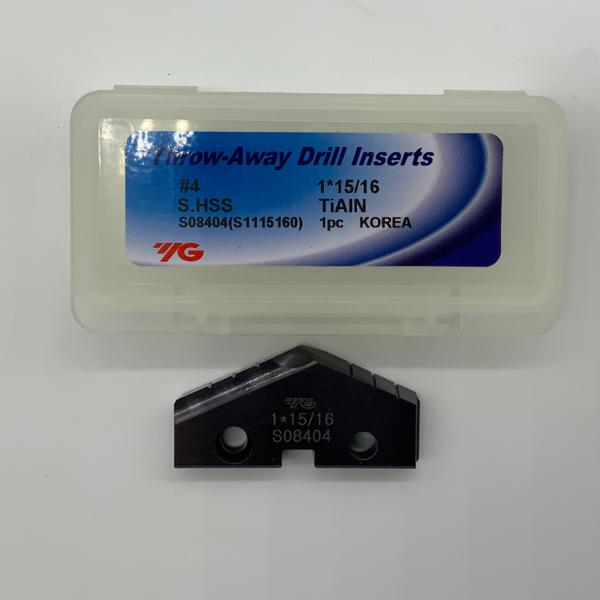 Throw-Away Drill Inserts
#4 1*15/16
S.HSS TiAIN
S08404(S1115160) 1pc KOREA
YG
YG
1*15/16
S08404